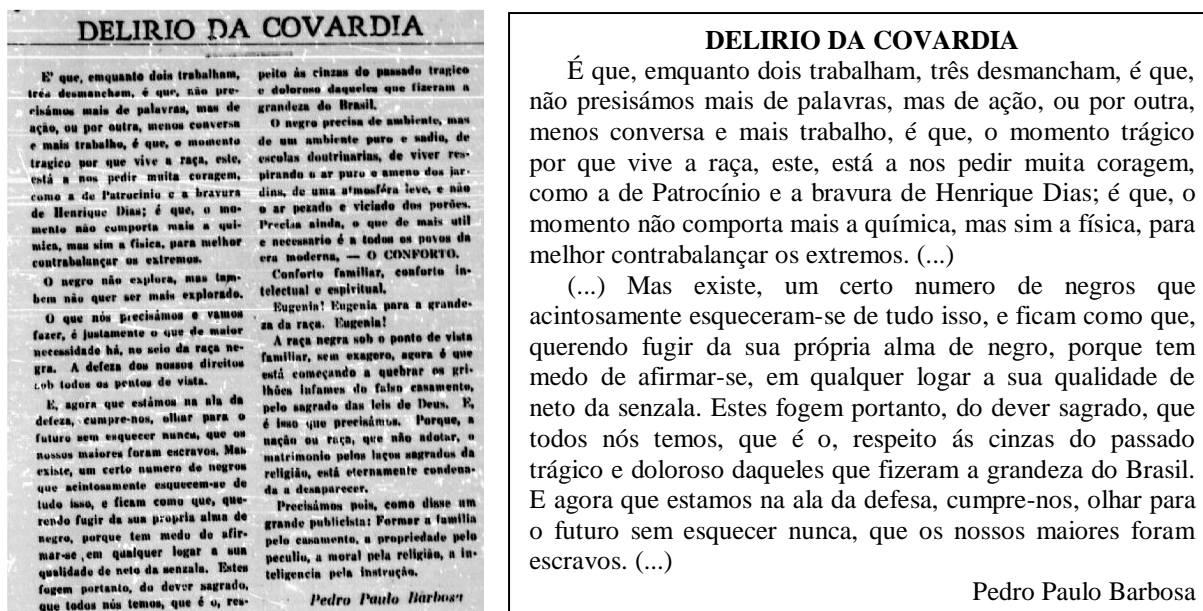 DELIRIO DA COVARDIA
E' que, emquanto dois trabalham,
três desmancham, é que, não pre-
cisámos mais de palavras, mas de
ação, ou por outra, menos conversa
e mais trabalho, é que, o momento
tragico por que vive a raça, este,
está a nos pedir muita coragem,
como a de Patrocinio e a bravura
de Henrique Dias; é que, o mo-
mento não comporta mais a qui-
mica, mas sim a fisica, para melhor
contrabalançar os extremos.
O negro não explora, mas tam-
bem não quer ser mais explorado.
O que nós precisámos e vamos
fazer, é justamente o que de maior
necessidade há, no seio da raça ne-
gra. A defeza dos nossos direitos
sob todos os pontos de vista.
E, agora que estámos na ala da
defeza, cumpre-nos, olhar para o
futuro sem esquecer nunca, que os
nossos maiores foram escravos. Mas
existe, um certo numero de negros
que acintosamente esquecem-se de
tudo isso, e ficam como que, que-
rendo fugir da sua propria alma de
negro, porque tem medo de afir-
mar-se, em qualquer logar a sua
qualidade de neto da senzala. Estes
fogem portanto, do dever sagrado,
que todos nós temos, que é o, res-
peito ás cinzas do passado tragico
e doloroso daqueles que fizeram a
grandeza do Brasil.
O negro precisa de ambiente, mas
de um ambiente puro e sadio, de
escolas doutrinarias, de viver res-
pirando o ar puro e ameno dos jar-
dins, de uma atmosféra leve, e não
o ar pezado e viciado dos porões.
Precisa ainda, o que de mais util
e necessario é a todos os povos da
era moderna, — O CONFORTO.
Conforto familiar, conforto in-
telectual e espiritual.
Eugenia! Eugenia para a grande-
za da raça. Eugenia!
A raça negra sob o ponto de vista
familiar, sem exagero, agora é que
está começando a quebrar os gri-
lhões infames do falso casamento,
pelo sagrado das leis de Deus. E,
é isso que precisámos. Porque, a
nação ou raça, que não adotar, o
matrimonio pelos laços sagrados da
religião, está eternamente condena-
da a desaparecer.
Precisámos pois, como disse um
grande publicista: Formar a familia
pelo casamento, a propriedade pelo
peculio, a moral pela religião, a in-
teligencia pela instrução.
Pedro Paulo Barbosa
DELIRIO DA COVARDIA
É que, emquanto dois trabalham, três desmancham, é que,
não presisámos mais de palavras, mas de ação, ou por outra,
menos conversa e mais trabalho, é que, o momento trágico
por que vive a raça, este, está a nos pedir muita coragem,
como a de Patrocínio e a bravura de Henrique Dias; é que, o
momento não comporta mais a química, mas sim a física, para
melhor contrabalançar os extremos. (...)
(...) Mas existe, um certo numero de negros que
acintosamente esqueceram-se de tudo isso, e ficam como que,
querendo fugir da sua própria alma de negro, porque tem
medo de afirmar-se, em qualquer logar a sua qualidade de
neto da senzala. Estes fogem portanto, do dever sagrado, que
todos nós temos, que é o, respeito ás cinzas do passado
trágico e doloroso daqueles que fizeram a grandeza do Brasil.
E agora que estamos na ala da defesa, cumpre-nos, olhar para
o futuro sem esquecer nunca, que os nossos maiores foram
escravos. (...)
Pedro Paulo Barbosa